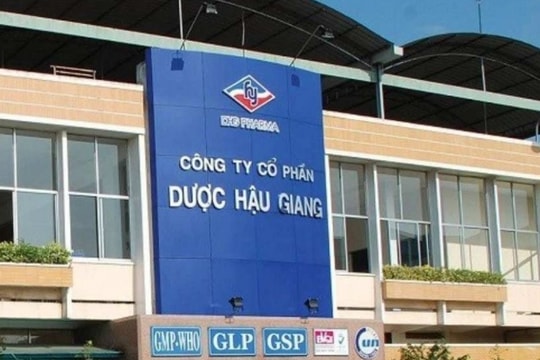 DHG PHARMA
CÔNG TY CỔ PHẦN
DƯỢC HẬU GIANG
GMP-WHO GLP GSP